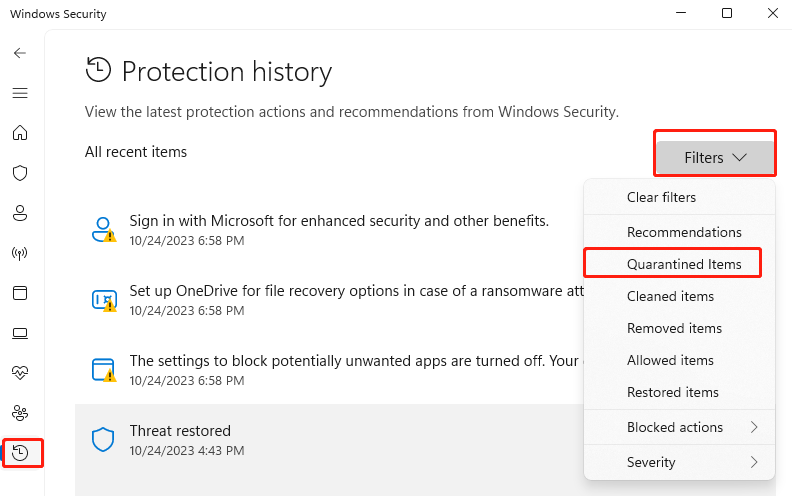 Windows Security
Protection history
View the latest protection actions and recommendations from Windows Security.
All recent items
Filters
Clear filters
Recommendations
Quarantined Items
Cleaned items
Removed items
Allowed items
Restored items
Blocked actions
Severity
Sign in with Microsoft for enhanced security and other benefits.
10/24/2023 6:58 PM
Set up OneDrive for file recovery options in case of a ransomware
10/24/2023 6:58 PM
The settings to block potentially unwanted apps are turned off. Your
10/24/2023 6:58 PM
Threat restored
10/24/2023 4:43 PM